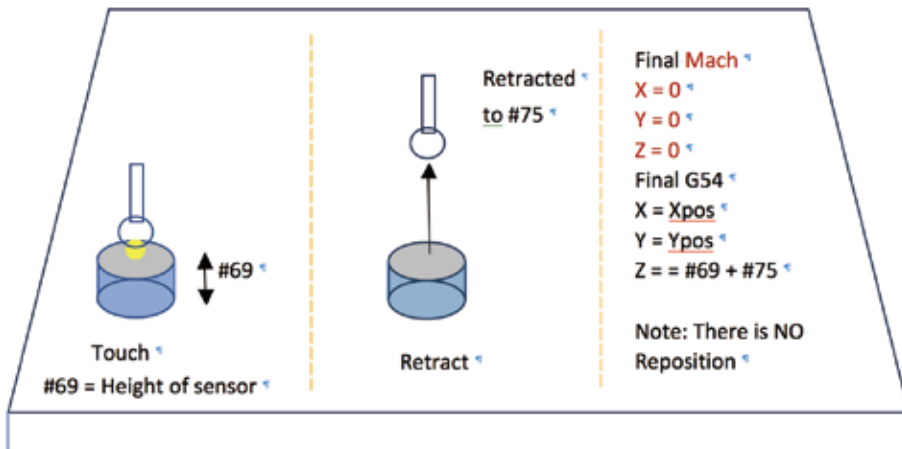 #69
Touch ¶
#69 = Height of sensor ¶
Retracted ¶
to #75 ¶
Retract ¶
Final Mach ¶
X = 0 ¶
Y = 0 ¶
Z = 0 ¶
Final G54 ¶
X = Xpos ¶
Y = Ypos ¶
Z = = #69 + #75 ¶
Note: There is NO
Reposition ¶